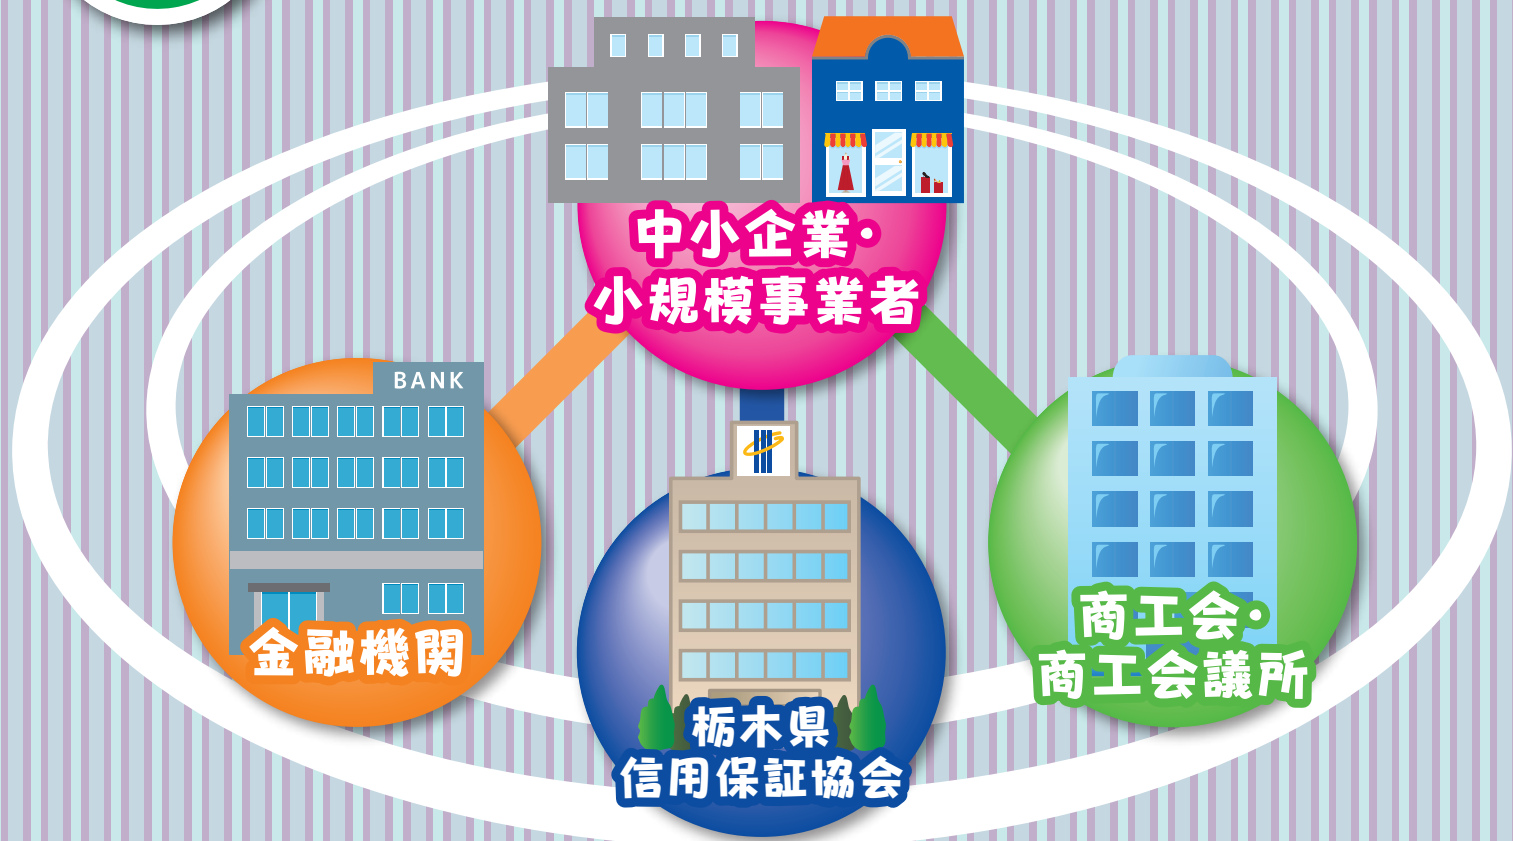 中小企業・
小規模事業者
BANK
金融機関
商工会・
商工会議所
栃木県
信用保証協会